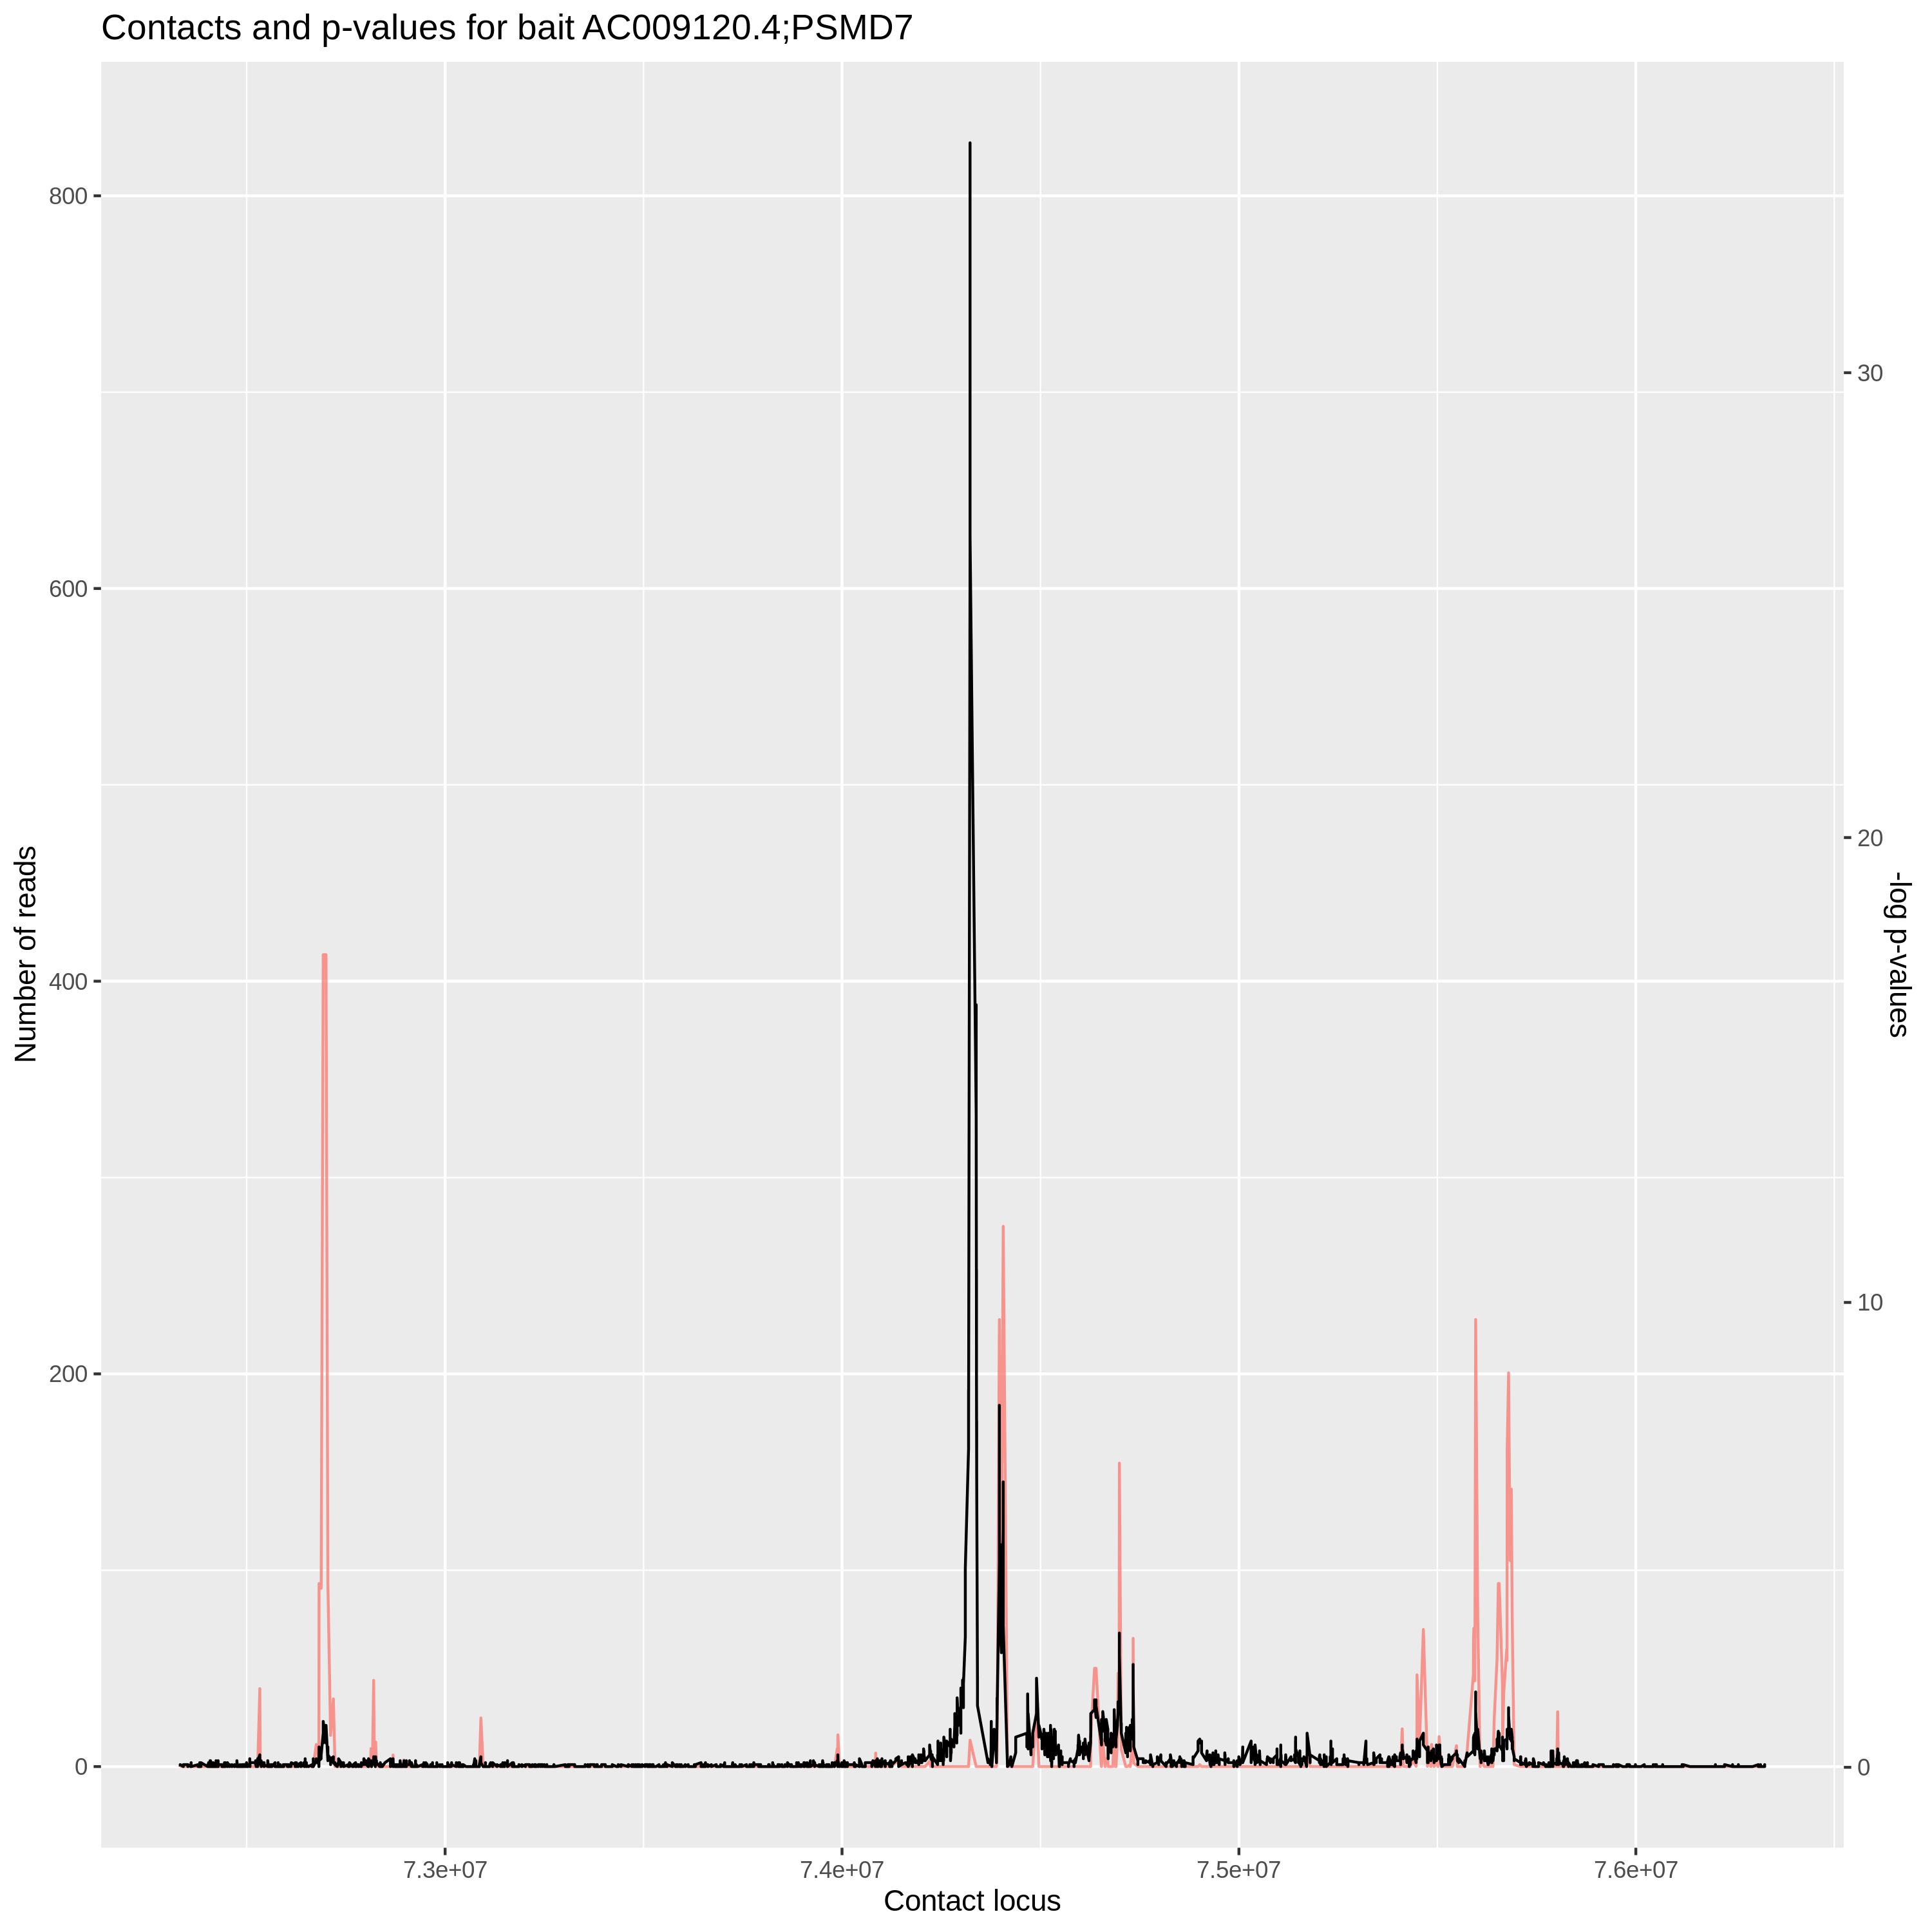 Contacts and p-values for bait AC009120.4;PSMD7
800
600
400
200
0
Number of reads
30
20
10
0
-log p-values
7.3e+07
7.4e+07
7.5e+07
7.6e+07
Contact locus